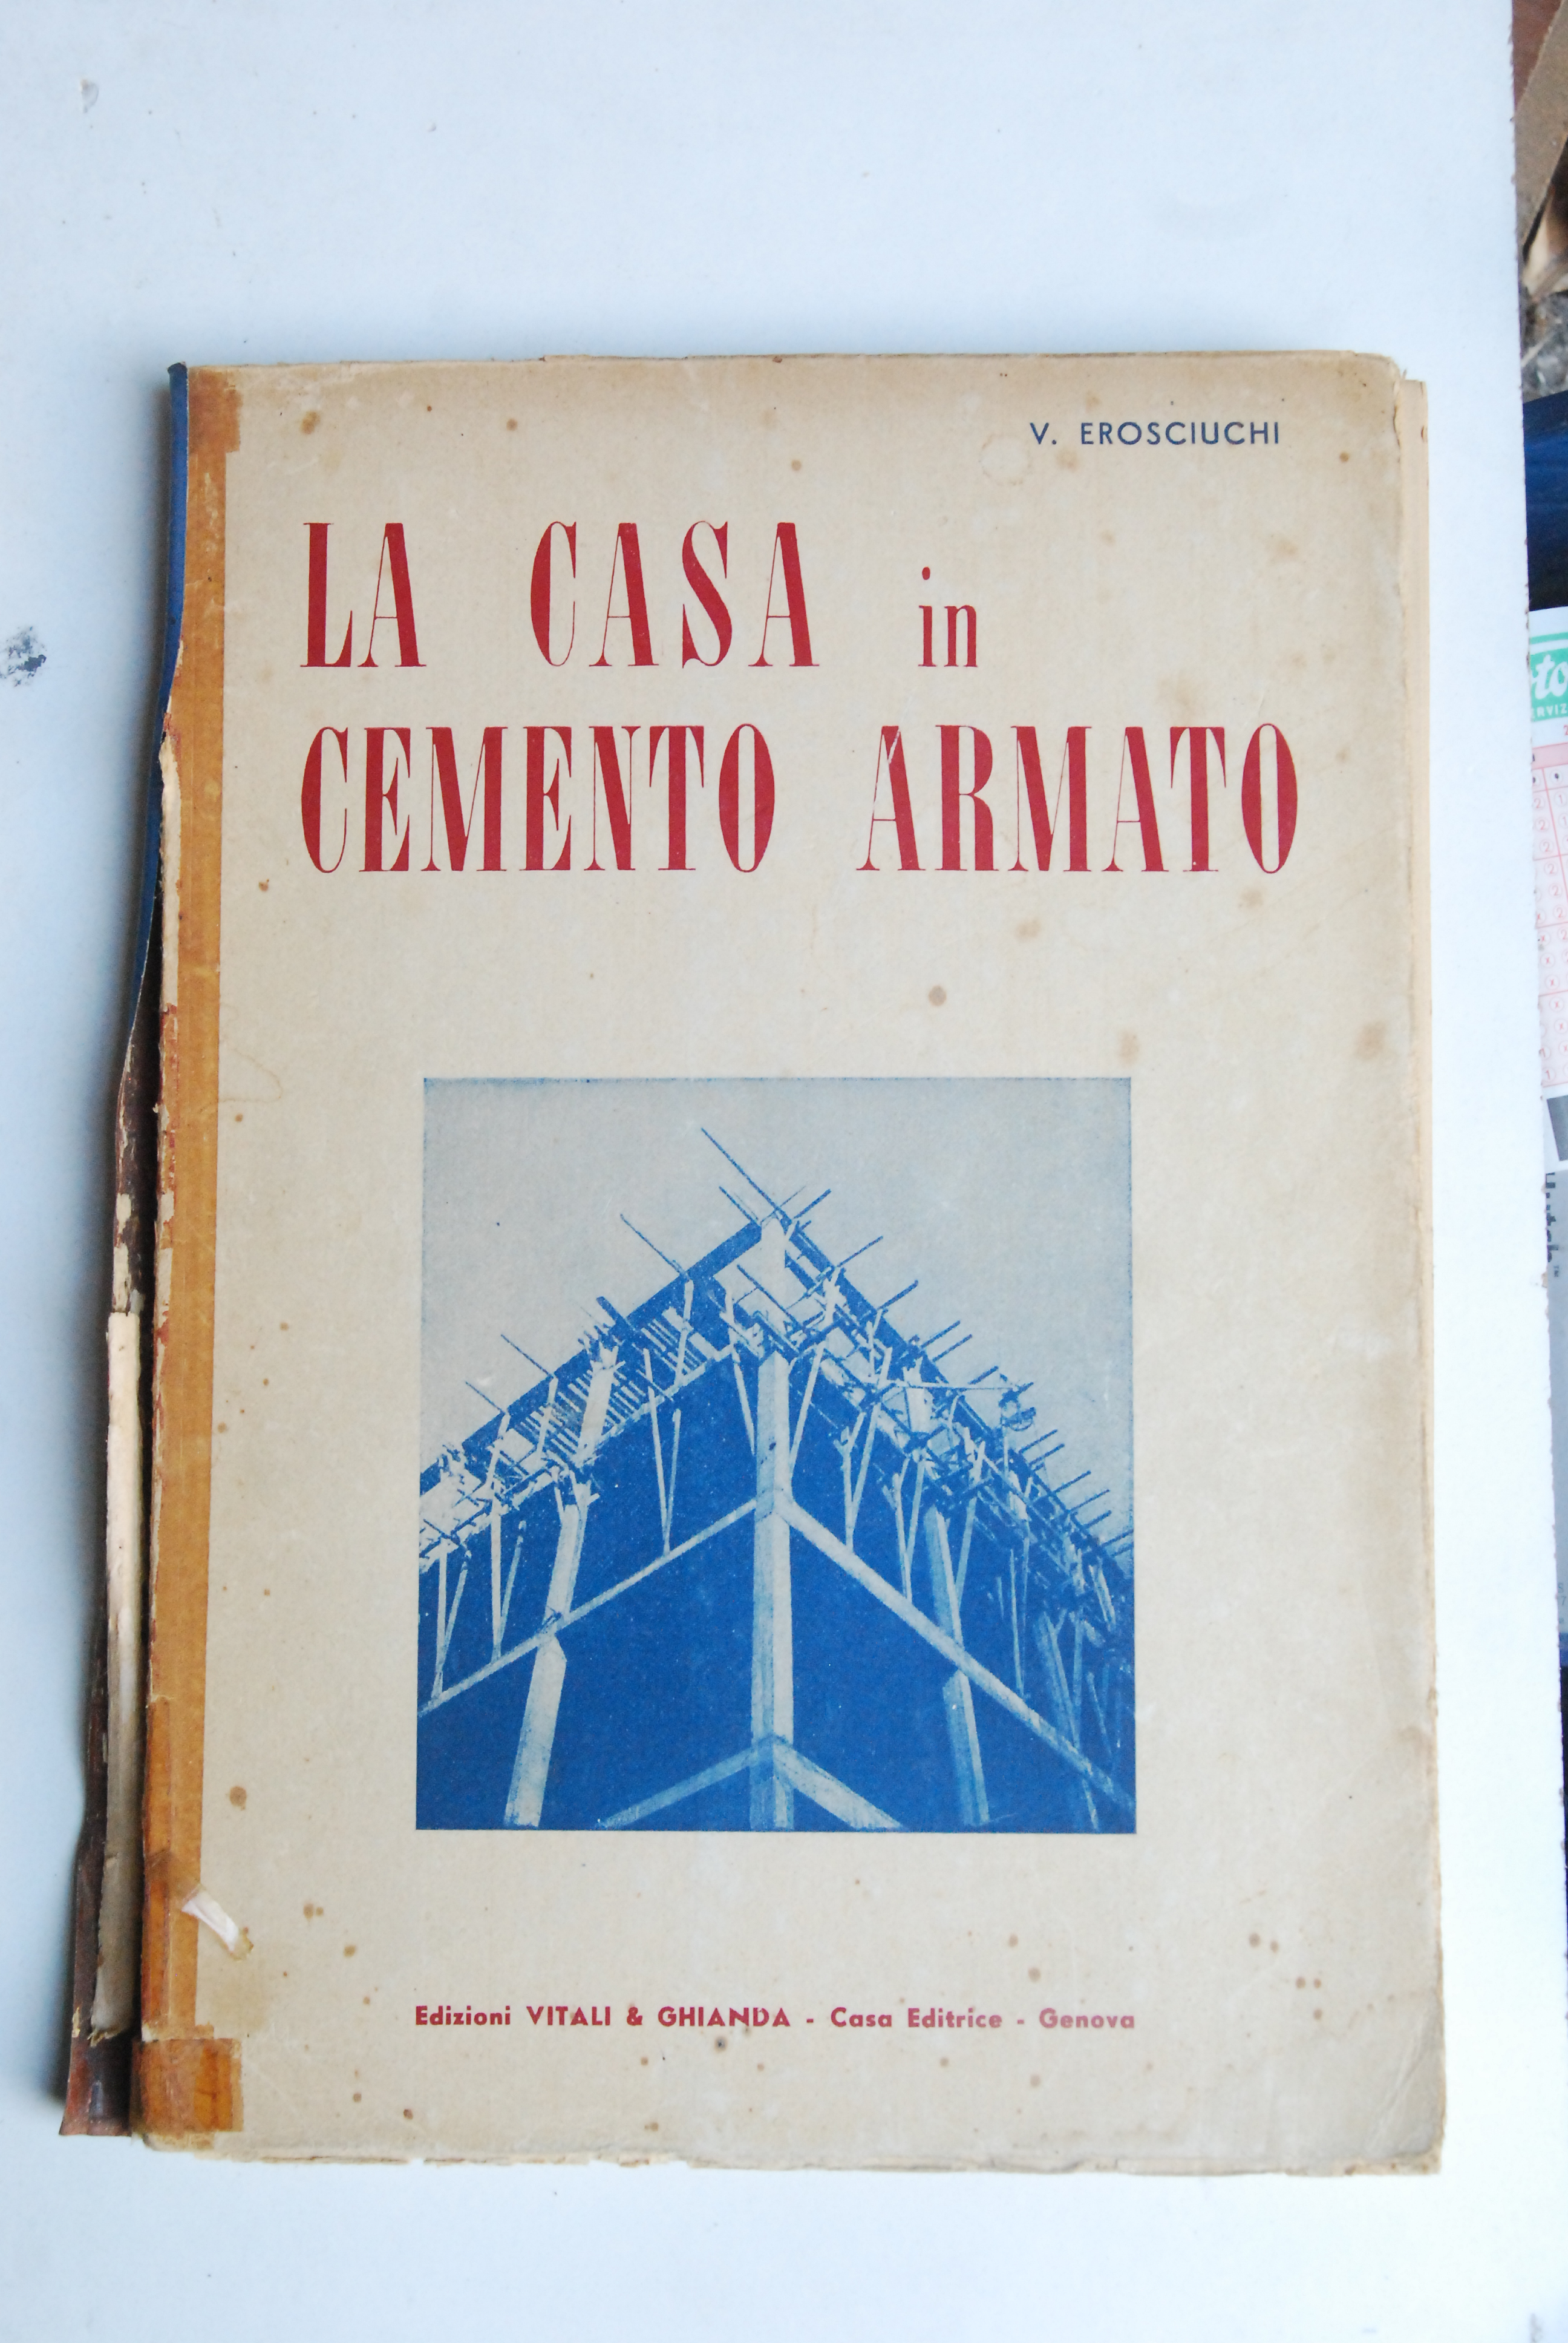 V. EROSCIUCHI
LA CASA in
CEMENTO ARMATO
Edizioni VITALI & GHIANDA - Casa Editrice - Genova